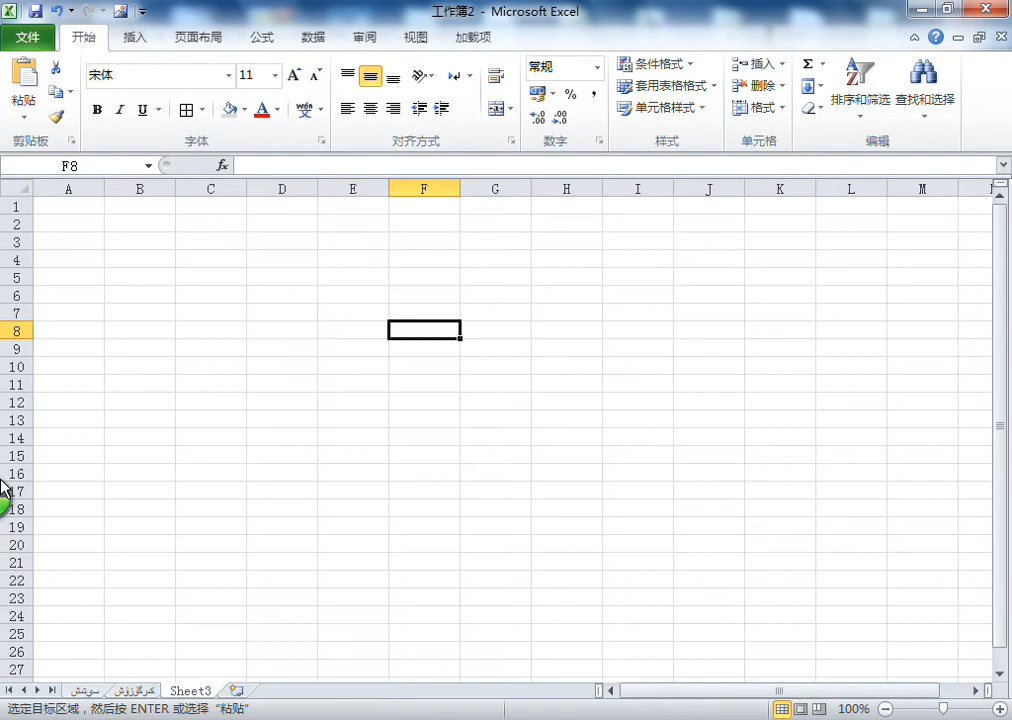 工作簿2 - Microsoft Excel
文件 开始 插入 页面布局 公式 数据 审阅 视图 加载项
宋体 11 常规 条件格式 插入 Σ
粘贴 套用表格格式 删除 排序和筛选 查找和选择
B I U A wén 文 % , 单元格样式 格式
剪贴板 字体 对齐方式 数字 样式 单元格 编辑
F8 fx
A B C D E F G H I J K L M
1
2
3
4
5
6
7
8
9
10
11
12
13
14
15
16
17
18
19
20
21
22
23
24
25
26
27
Sheet3
选定目标区域，然后按 ENTER 或选择 “粘贴” 100%